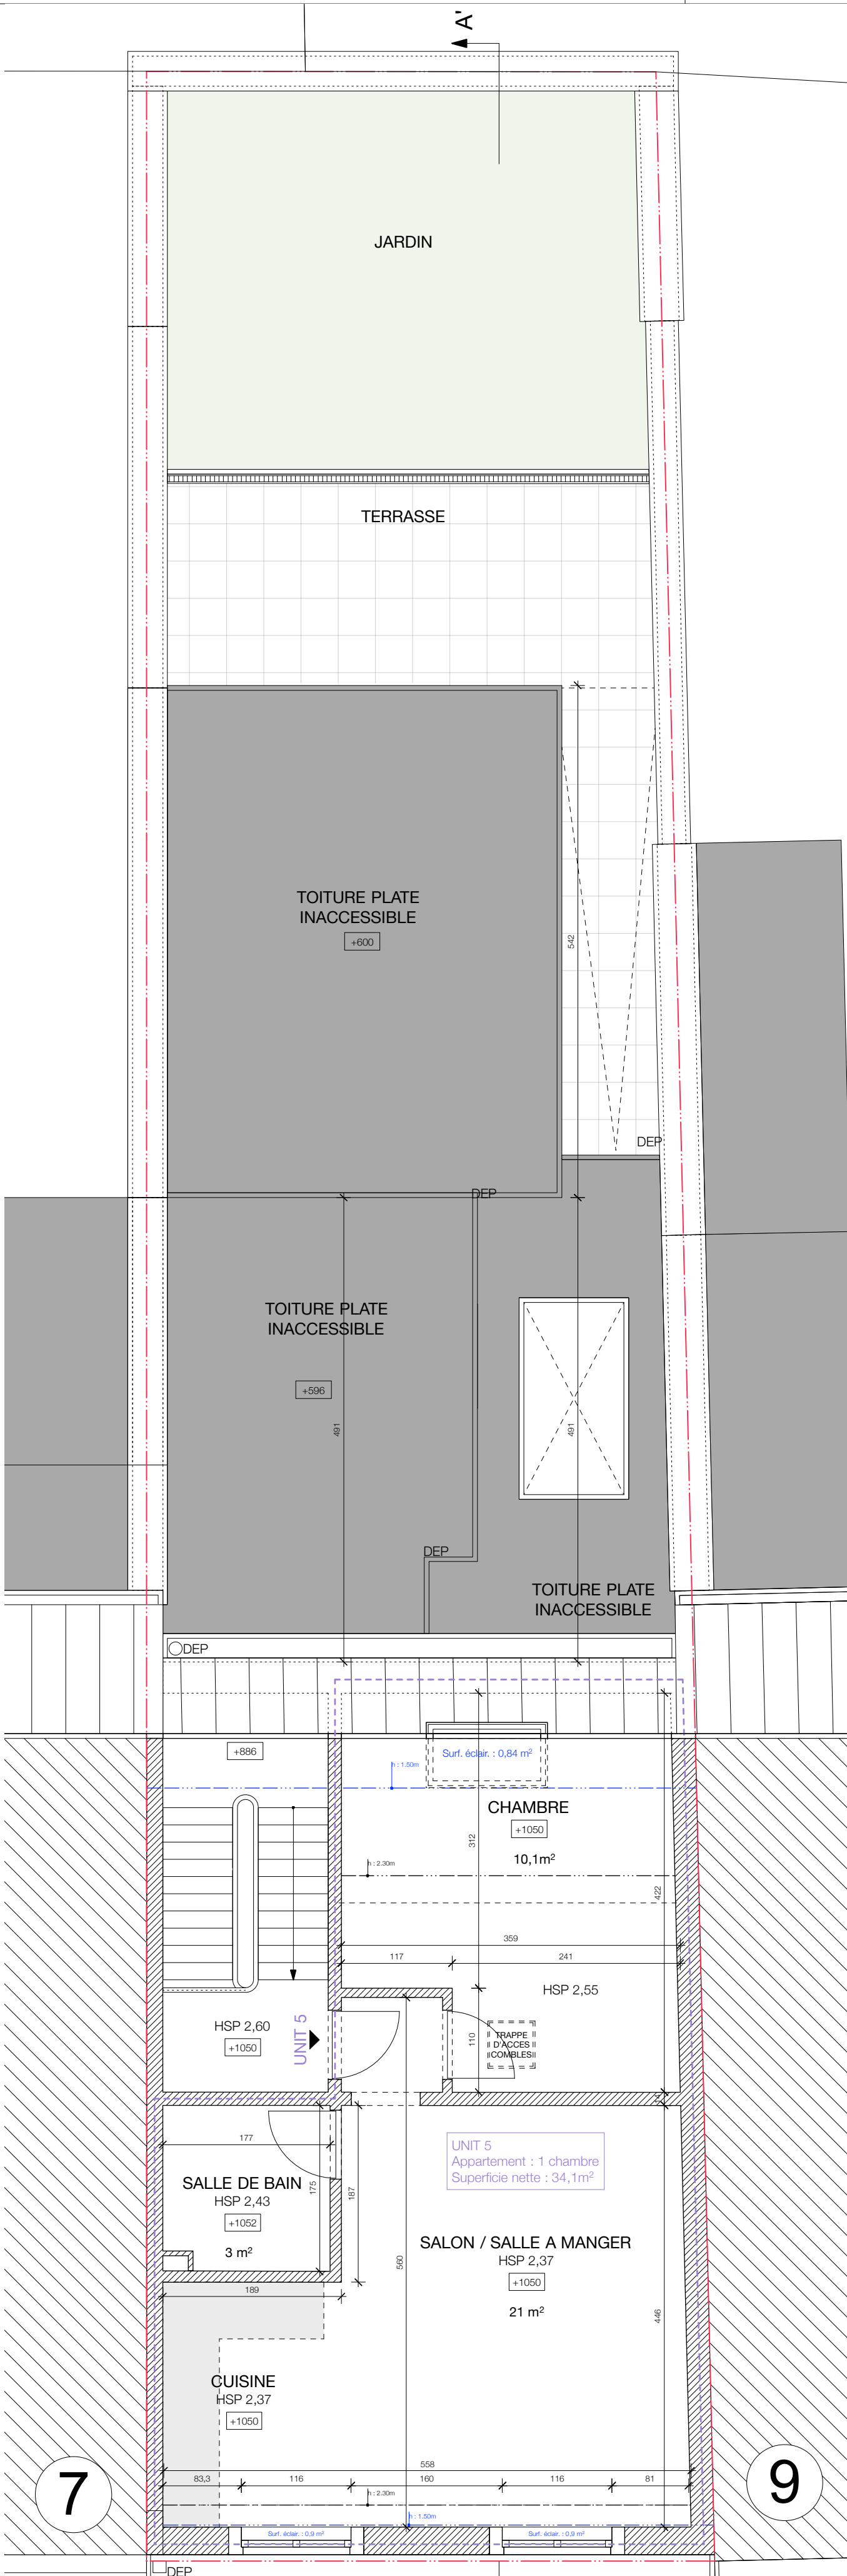 A'
JARDIN
TERRASSE
TOITURE PLATE
INACCESSIBLE
+600
542
DEP
DEP
TOITURE PLATE
INACCESSIBLE
+596
491
491
DEP
TOITURE PLATE
INACCESSIBLE
DEP
+886
Surf. éclair. : 0,84 m²
h : 1.50m
CHAMBRE
+1050
10,1m²
312
h : 2.30m
422
359
117
241
HSP 2,55
HSP 2,60
+1050
UNIT 5
110
TRAPPE
D'ACCES
COMBLES
14
177
SALLE DE BAIN
HSP 2,43
+1052
3 m²
175
187
189
UNIT 5
Appartement : 1 chambre
Superficie nette : 34,1m²
SALON / SALLE A MANGER
HSP 2,37
+1050
21 m²
560
446
CUISINE
HSP 2,37
+1050
558
83,3
116
160
116
81
h : 2.30m
h : 1.50m
Surf. éclair. : 0,9 m²
Surf. éclair. : 0,9 m²
7
9
DEP